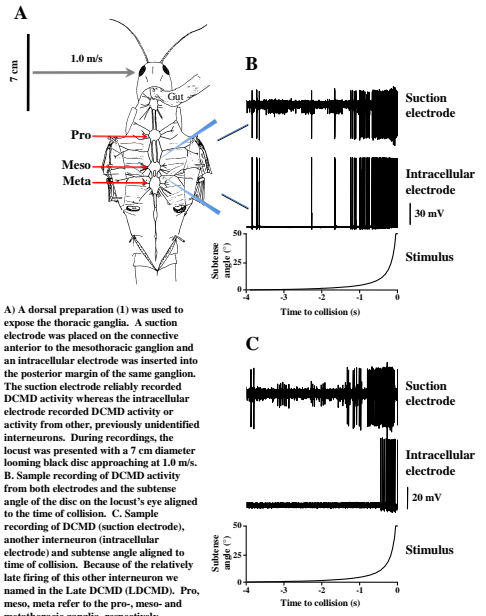 A
7 cm
1.0 m/s
Gut
Pro
Meso
Meta
B
Suction
electrode
Intracellular
electrode
30 mV
Subtense
angle (°)
50
25
0
Stimulus
-4 -3 -2 -1 0
Time to collision (s)
C
Suction
electrode
Intracellular
electrode
20 mV
Subtense
angle (°)
50
25
0
Stimulus
-4 -3 -2 -1 0
Time to collision (s)
A) A dorsal preparation (1) was used to
expose the thoracic ganglia. A suction
electrode was placed on the connective
anterior to the mesothoracic ganglion and
an intracellular electrode was inserted into
the posterior margin of the same ganglion.
The suction electrode reliably recorded
DCMD activity whereas the intracellular
electrode recorded DCMD activity or
activity from other, previously unidentified
interneurons. During recordings, the
locust was presented with a 7 cm diameter
looming black disc approaching at 1.0 m/s.
B. Sample recording of DCMD activity
from both electrodes and the subtense
angle of the disc on the locust's eye aligned
to the time of collision. C. Sample
recording of DCMD (suction electrode),
another interneuron (intracellular
electrode) and subtense angle aligned to
time of collision. Because of the relatively
late firing of this other interneuron we
named in the Late DCMD (LDCMD). Pro,
meso, meta refer to the pro-, meso- and
metathoracic ganglia, respectively